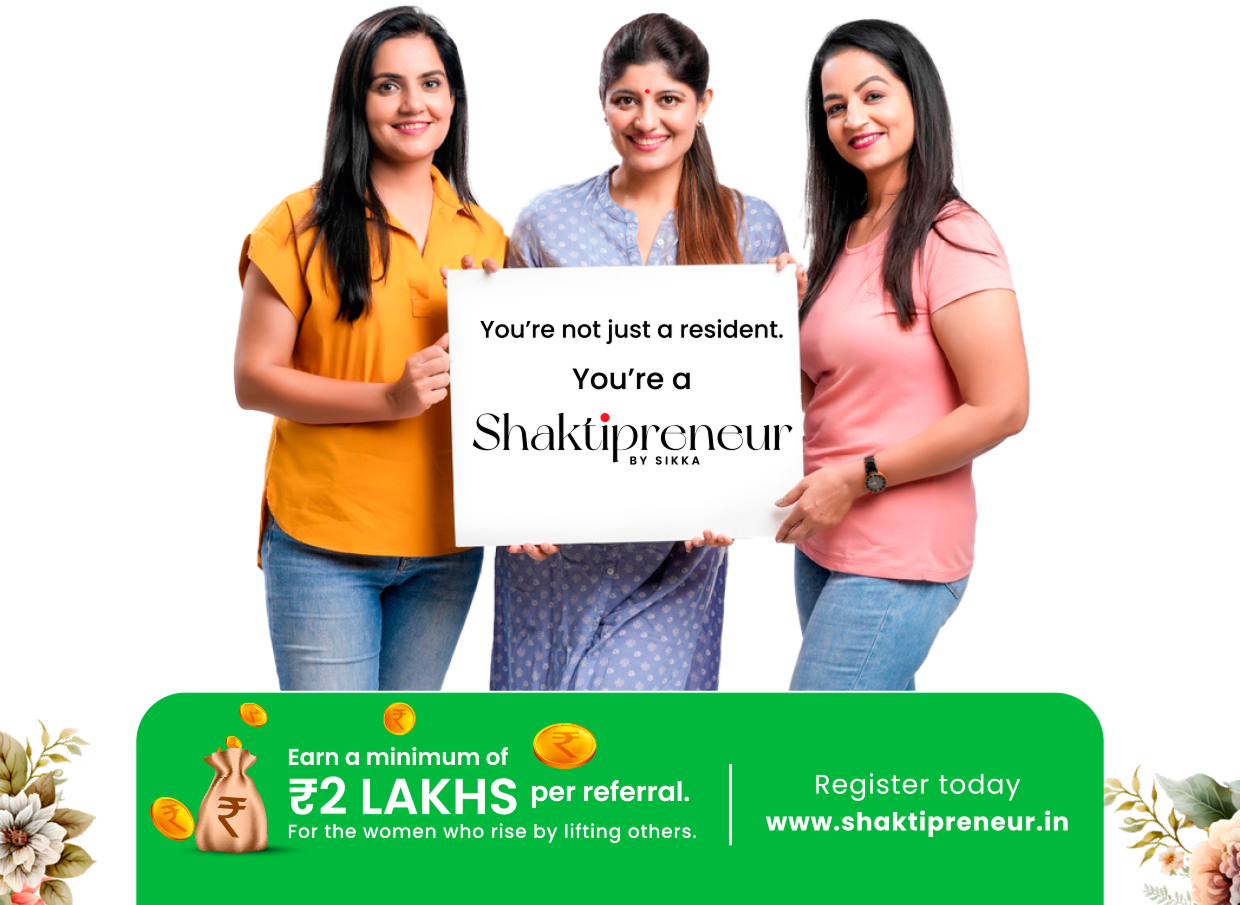 You're not just a resident.
You're a
Shaktipreneur
BY SIKKA
Earn a minimum of
₹2 LAKHS per referral.
For the women who rise by lifting others.
Register today
www.shaktipreneur.in